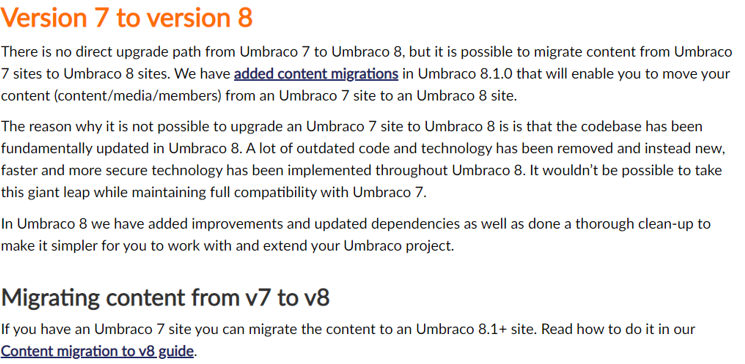 Version 7 to version 8
There is no direct upgrade path from Umbraco 7 to Umbraco 8, but it is possible to migrate content from Umbraco
7 sites to Umbraco 8 sites. We have added content migrations in Umbraco 8.1.0 that will enable you to move your
content (content/media/members) from an Umbraco 7 site to an Umbraco 8 site.
The reason why it is not possible to upgrade an Umbraco 7 site to Umbraco 8 is is that the codebase has been
fundamentally updated in Umbraco 8. A lot of outdated code and technology has been removed and instead new,
faster and more secure technology has been implemented throughout Umbraco 8. It wouldn't be possible to take
this giant leap while maintaining full compatibility with Umbraco 7.
In Umbraco 8 we have added improvements and updated dependencies as well as done a thorough clean-up to
make it simpler for you to work with and extend your Umbraco project.
Migrating content from v7 to v8
If you have an Umbraco 7 site you can migrate the content to an Umbraco 8.1+ site. Read how to do it in our
Content migration to v8 guide.